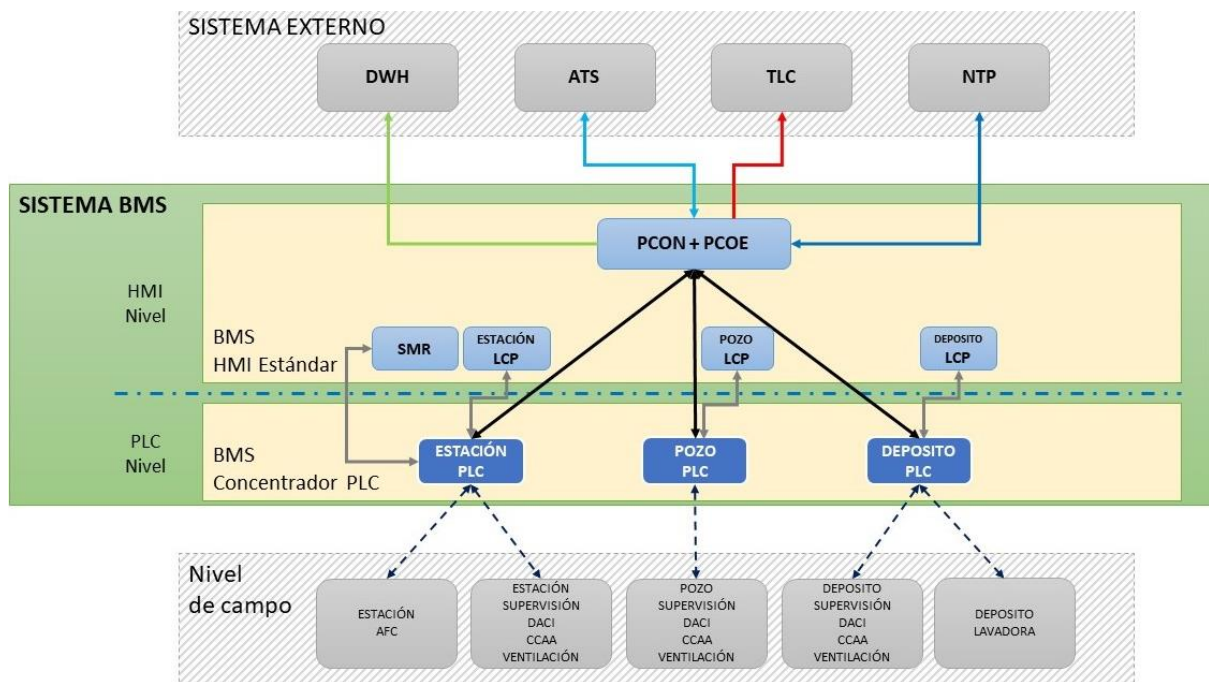 SISTEMA EXTERNO
DWH
ATS
TLC
NTP
SISTEMA BMS
PCON + PCOE
HMI
Nivel
BMS
HMI Estándar
SMR
ESTACIÓN
LCP
POZO
LCP
DEPOSITO
LCP
PLC
Nivel
BMS
Concentrador PLC
ESTACIÓN
PLC
POZO
PLC
DEPOSITO
PLC
Nivel
de campo
ESTACIÓN
AFC
ESTACIÓN
SUPERVISIÓN
DACI
CCAA
VENTILACIÓN
POZO
SUPERVISIÓN
DACI
CCAA
VENTILACIÓN
DEPOSITO
SUPERVISIÓN
DACI
CCAA
VENTILACIÓN
DEPOSITO
LAVADORA